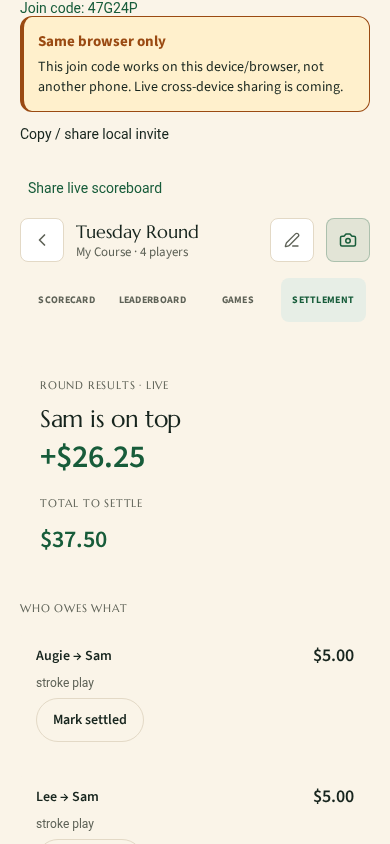 Join code: 47G24P
Same browser only
This join code works on this device/browser, not
another phone. Live cross-device sharing is coming.
Copy / share local invite
Share live scoreboard
Tuesday Round
My Course · 4 players
SCORECARD LEADERBOARD GAMES SETTLEMENT
ROUND RESULTS · LIVE
Sam is on top
+$26.25
TOTAL TO SETTLE
$37.50
WHO OWES WHAT
Augie → Sam $5.00
stroke play
Mark settled
Lee → Sam $5.00
stroke play